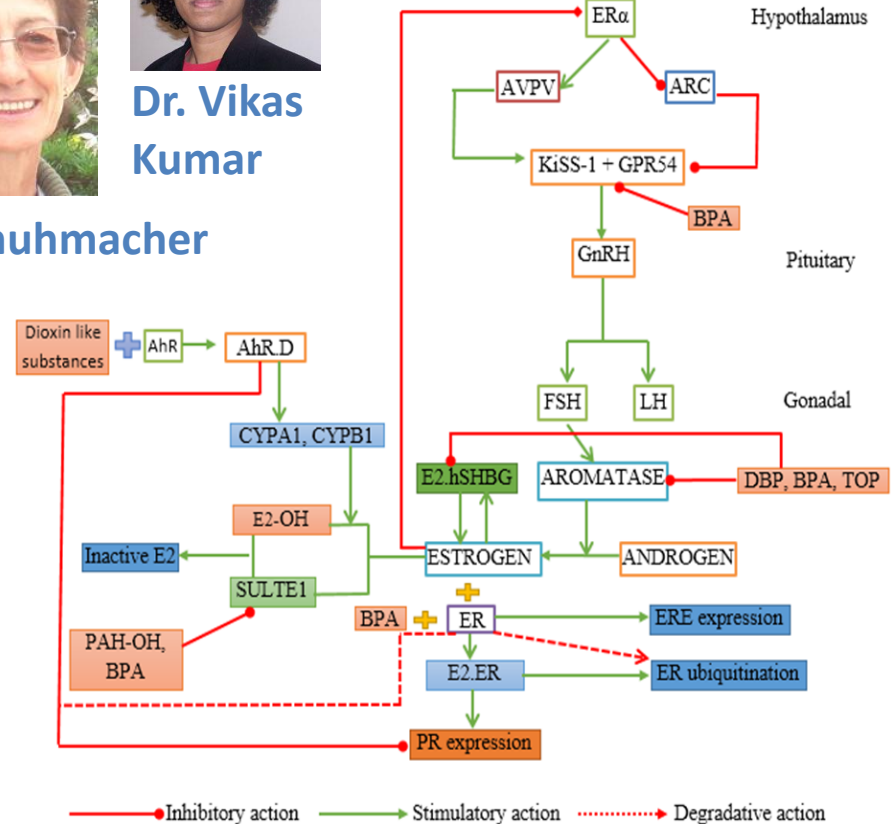 Dr. Vikas
Kumar
uhmacher
ERα
Hypothalamus
AVPV
ARC
KiSS-1 + GPR54
BPA
GnRH
Pituitary
Dioxin like
substances
AhR
AhR.D
FSH
LH
Gonadal
CYPA1, CYPB1
E2.hSHBG
AROMATASE
DBP, BPA, TOP
E2-OH
Inactive E2
ESTROGEN
ANDROGEN
SULTE1
BPA
ER
ERE expression
PAH-OH,
BPA
E2.ER
ER ubiquitination
PR expression
Inhibitory action
Stimulatory action
Degradative action